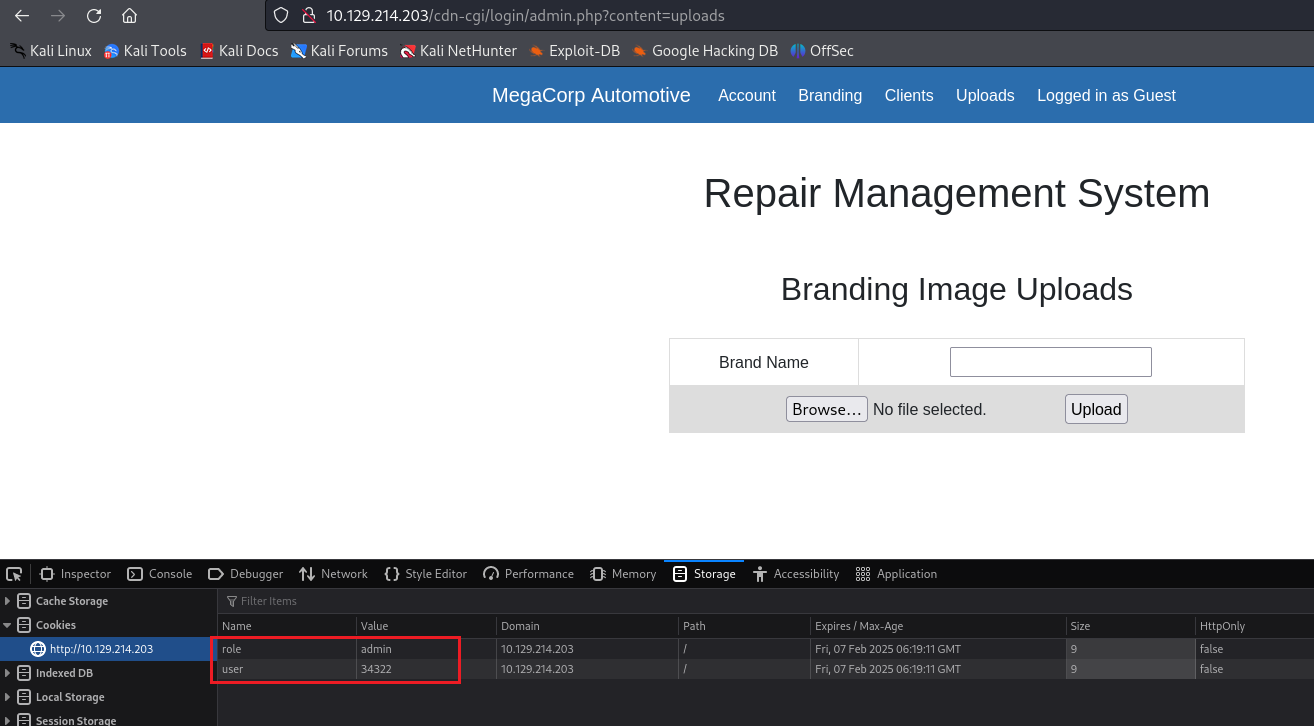 10.129.214.203/cdn-cgi/login/admin.php?content=uploads
Kali Linux Kali Tools Kali Docs Kali Forums Kali NetHunter Exploit-DB Google Hacking DB OffSec
MegaCorp Automotive Account Branding Clients Uploads Logged in as Guest
Repair Management System
Branding Image Uploads
Brand Name
Browse... No file selected. Upload
Inspector Console Debugger Network Style Editor Performance Memory Storage Accessibility Application
Cache Storage Filter Items
Cookies Name Value Domain Path Expires / Max-Age Size HttpOnly
http://10.129.214.203 role admin 10.129.214.203 / Fri, 07 Feb 2025 06:19:11 GMT 9 false
Indexed DB user 34322 10.129.214.203 / Fri, 07 Feb 2025 06:19:11 GMT 9 false
Local Storage
Session Storage